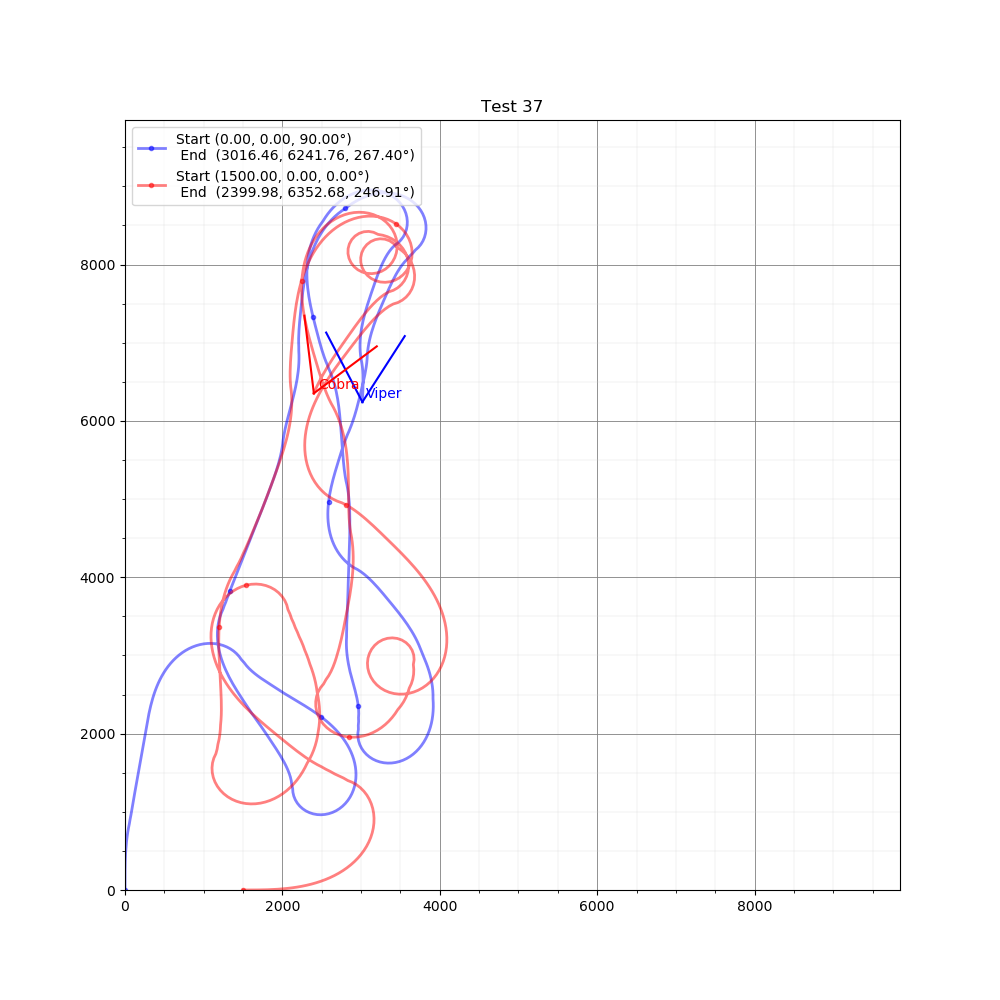 Test 37
Start (0.00, 0.00, 90.00°)
End (3016.46, 6241.76, 267.40°)
Start (1500.00, 0.00, 0.00°)
End (2399.98, 6352.68, 246.91°)
8000
Cobra
Viper
6000
4000
2000
0
0 2000 4000 6000 8000